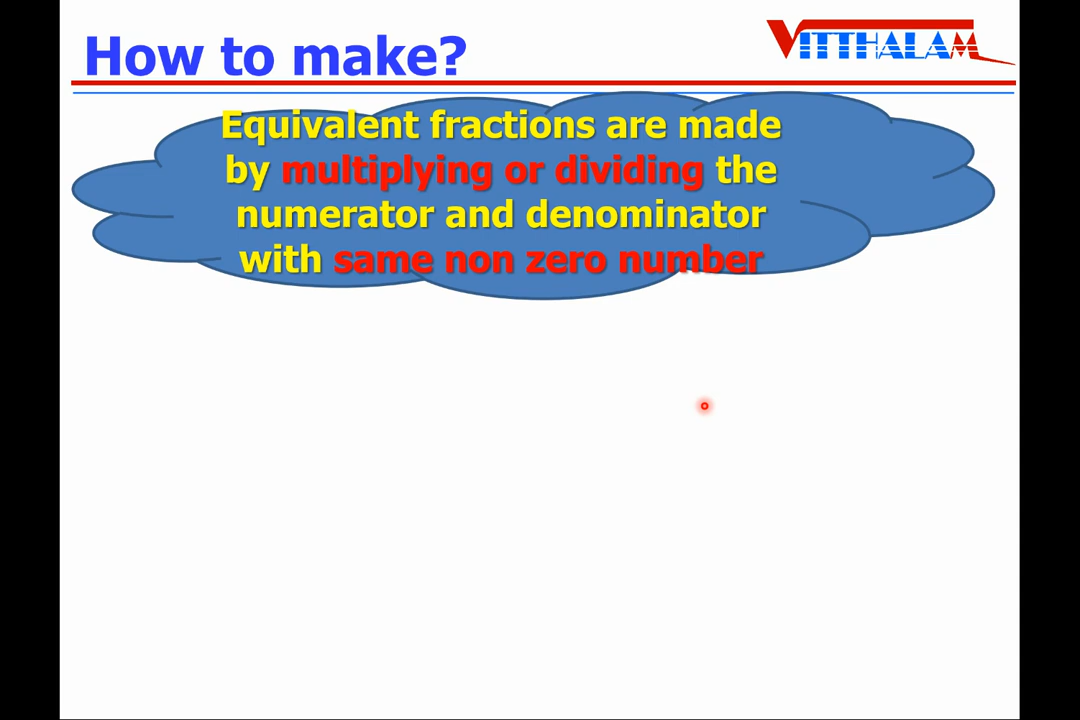 How to make?
VITTHALAM
Equivalent fractions are made
by multiplying or dividing the
numerator and denominator
with same non zero number